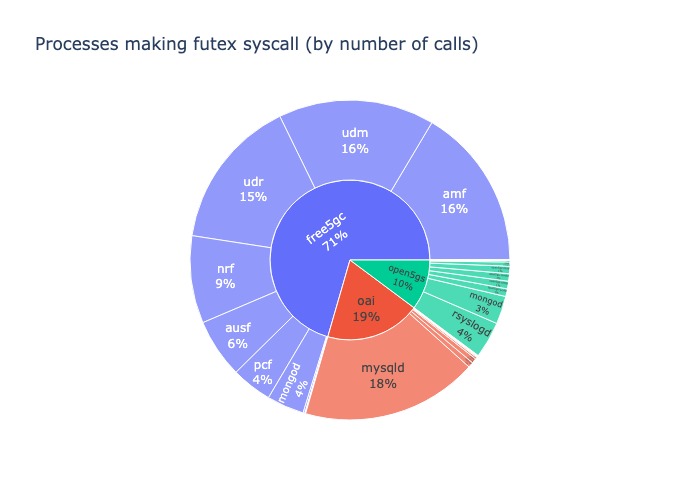 Processes making futex syscall (by number of calls)
udm
16%
amf
16%
udr
15%
free5gc
71%
nrf
9%
open5gs
10%
oai
19%
mongod
3%
rsyslogd
4%
ausf
6%
pcf
4%
mongod
4%
mysqld
18%